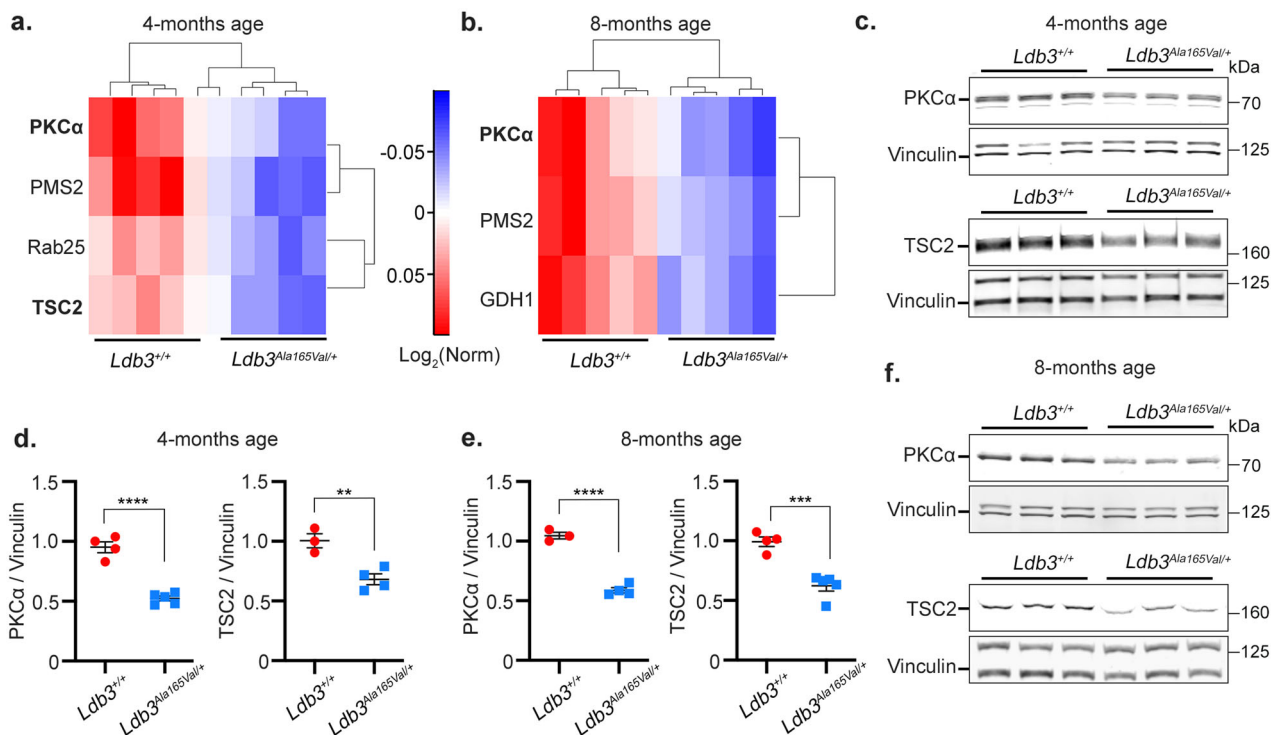 a.
4-months age
PKCα
PMS2
Rab25
TSC2
Ldb3+/+
Ldb3Ala165Val/+
-0.05
0
0.05
Log2(Norm)
b.
8-months age
PKCα
PMS2
GDH1
Ldb3+/+
Ldb3Ala165Val/+
c.
4-months age
Ldb3+/+
Ldb3Ala165Val/+
kDa
PKCα
70
Vinculin
125
Ldb3+/+
Ldb3Ala165Val/+
TSC2
160
Vinculin
125
d.
4-months age
PKCα / Vinculin
1.5
1.0
0.5
0
****
Ldb3+/+
Ldb3Ala165Val/+
TSC2 / Vinculin
1.5
1.0
0.5
0
**
Ldb3+/+
Ldb3Ala165Val/+
e.
8-months age
PKCα / Vinculin
1.5
1.0
0.5
0
****
Ldb3+/+
Ldb3Ala165Val/+
TSC2 / Vinculin
1.5
1.0
0.5
0
***
Ldb3+/+
Ldb3Ala165Val/+
f.
8-months age
Ldb3+/+
Ldb3Ala165Val/+
kDa
PKCα
70
Vinculin
125
Ldb3+/+
Ldb3Ala165Val/+
TSC2
160
Vinculin
125